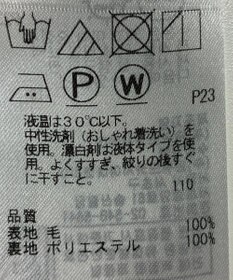 P
W
P23
液温は30℃以下。
中性洗剤(おしゃれ着洗い)を
使用。漂白剤は液体タイプを使
用。よくすすぎ、絞りの後すぐ
に干すこと。
110
品質
表地 毛 100%
裏地 ポリエステル 100%